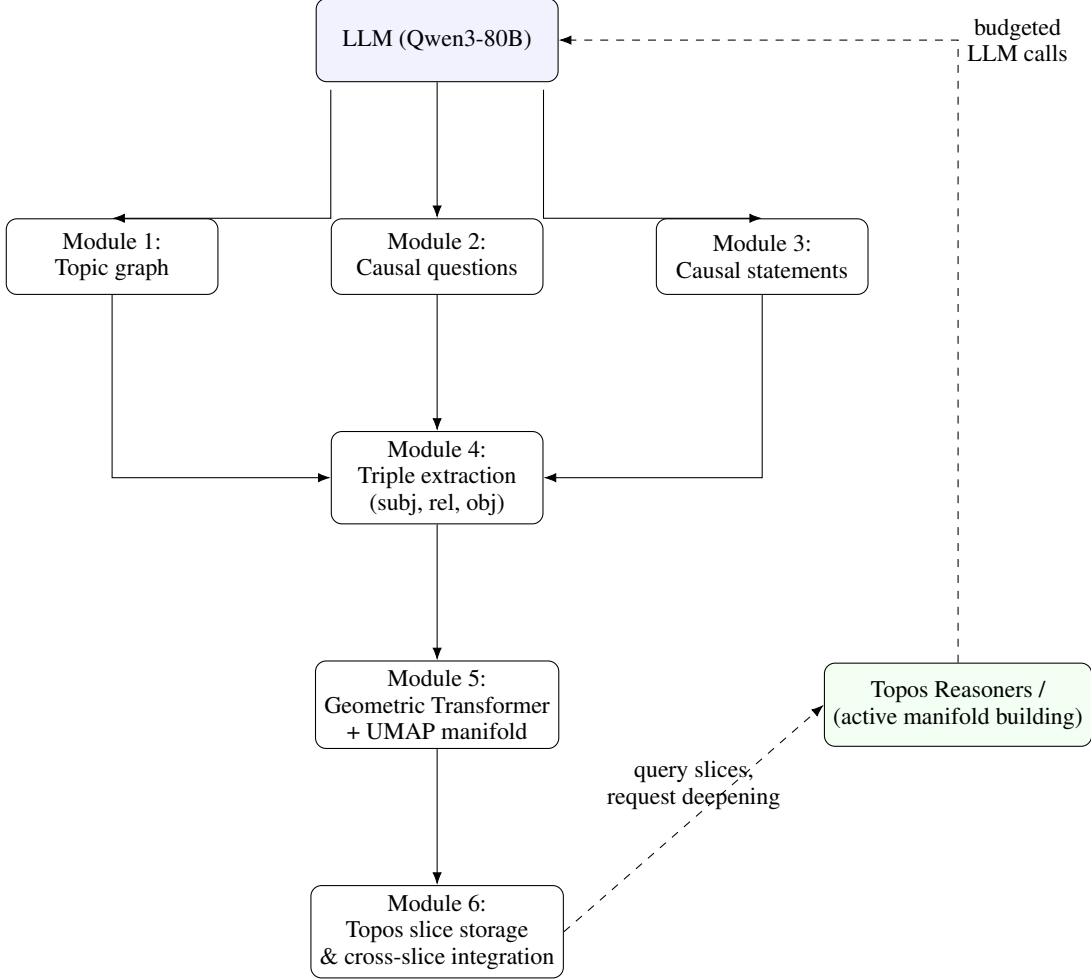 LLM (Qwen3-80B)
budgeted
LLM calls
Module 1:
Topic graph
Module 2:
Causal questions
Module 3:
Causal statements
Module 4:
Triple extraction
(subj, rel, obj)
Module 5:
Geometric Transformer
+ UMAP manifold
Topos Reasoners /
(active manifold building)
query slices,
request deepening
Module 6:
Topos slice storage
& cross-slice integration